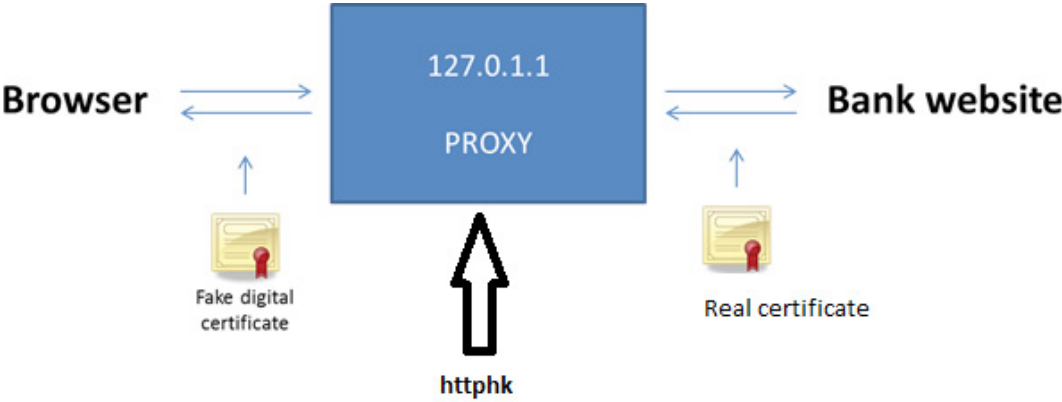 127.0.1.1
Browser
Bank website
PROXY
Fake digital
certificate
Real certificate
httphk